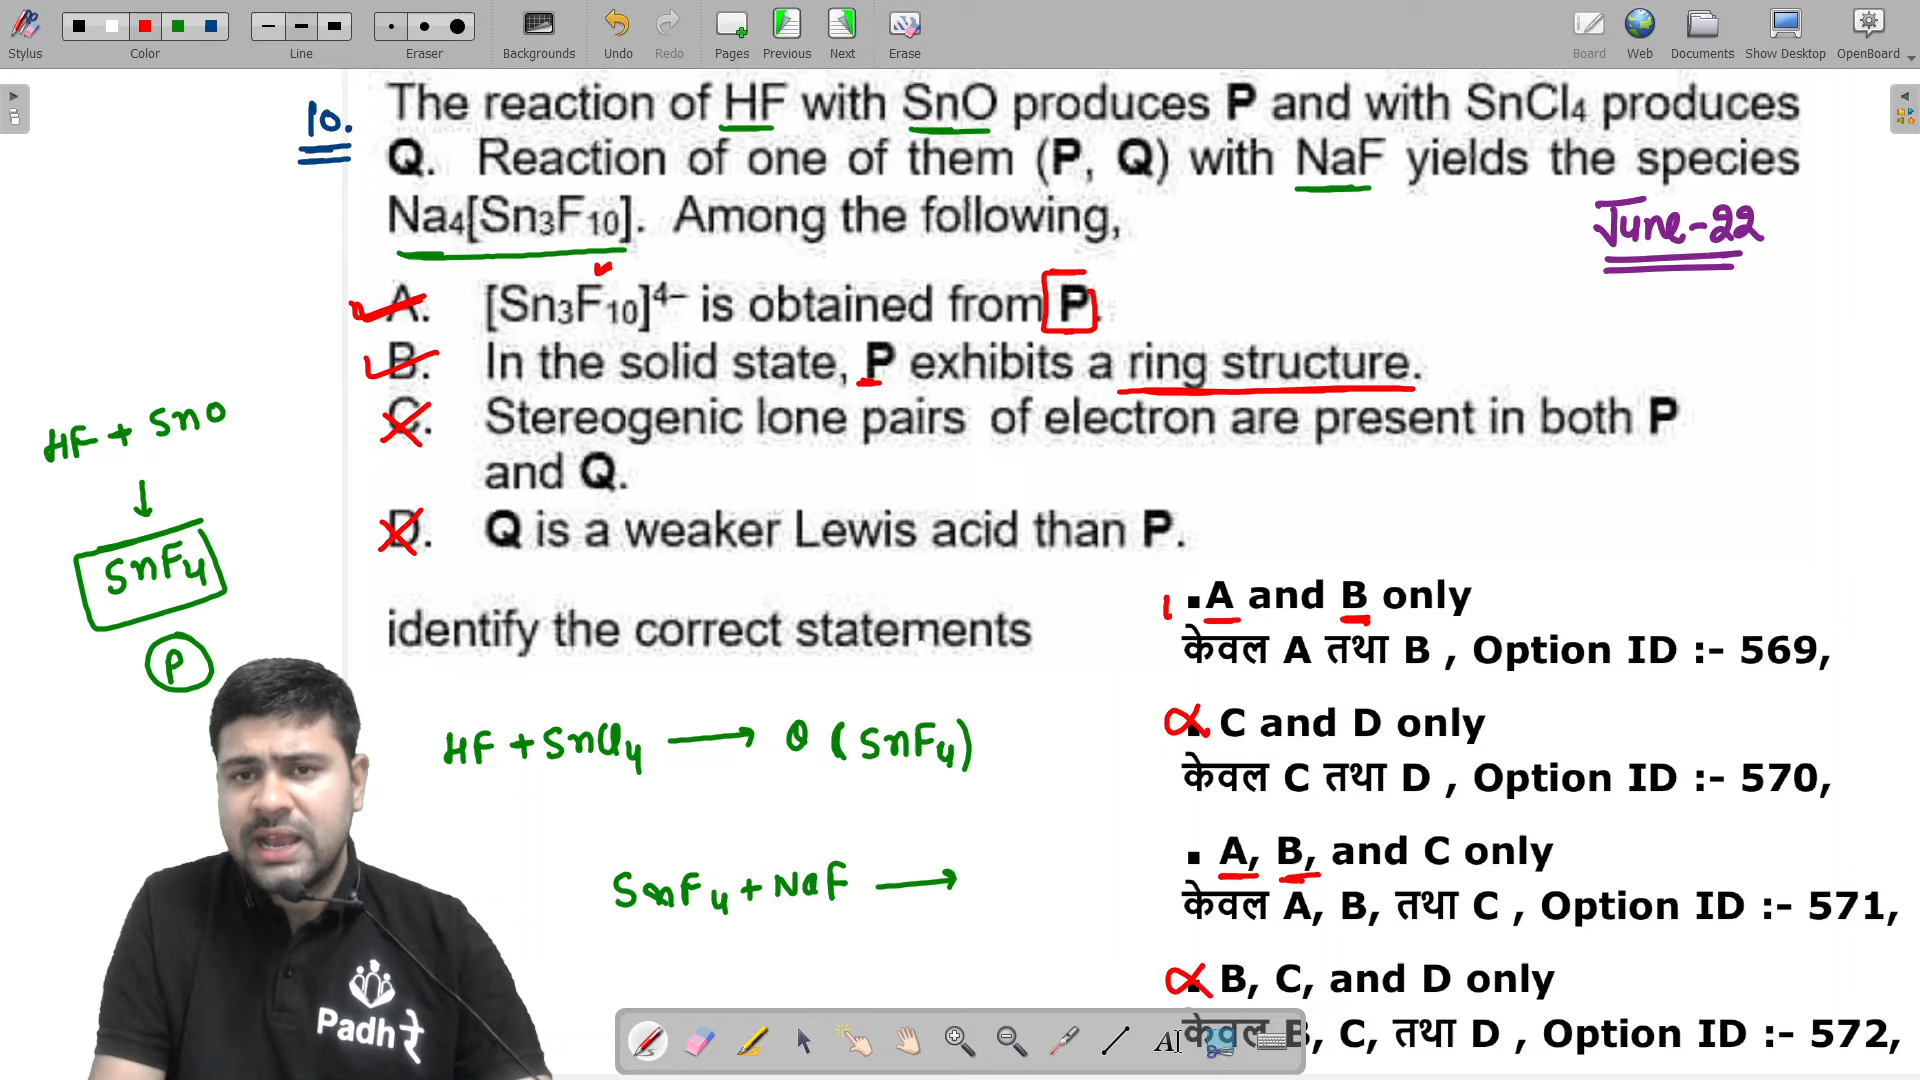 Stylus
Color
Line
Eraser
Backgrounds
Undo
Redo
Pages
Previous
Next
Erase
Board
Web
Documents
Show Desktop
OpenBoard
10.
The reaction of HF with SnO produces P and with SnCl4 produces
Q. Reaction of one of them (P, Q) with NaF yields the species
Na4[Sn3F10]. Among the following,
June-22
A. [Sn3F10]4– is obtained from P.
B. In the solid state, P exhibits a ring structure.
C. Stereogenic lone pairs of electron are present in both P
and Q.
D. Q is a weaker Lewis acid than P.
identify the correct statements
HF + SnO
↓
SnF4
P
HF + SnCl4 → Q (SnF4)
SnF4 + NaF →
1
▪A and B only
केवल A तथा B , Option ID :- 569,
C and D only
केवल C तथा D , Option ID :- 570,
▪ A, B, and C only
केवल A, B, तथा C , Option ID :- 571,
B, C, and D only
केवल B, C, तथा D , Option ID :- 572,
Padhरे